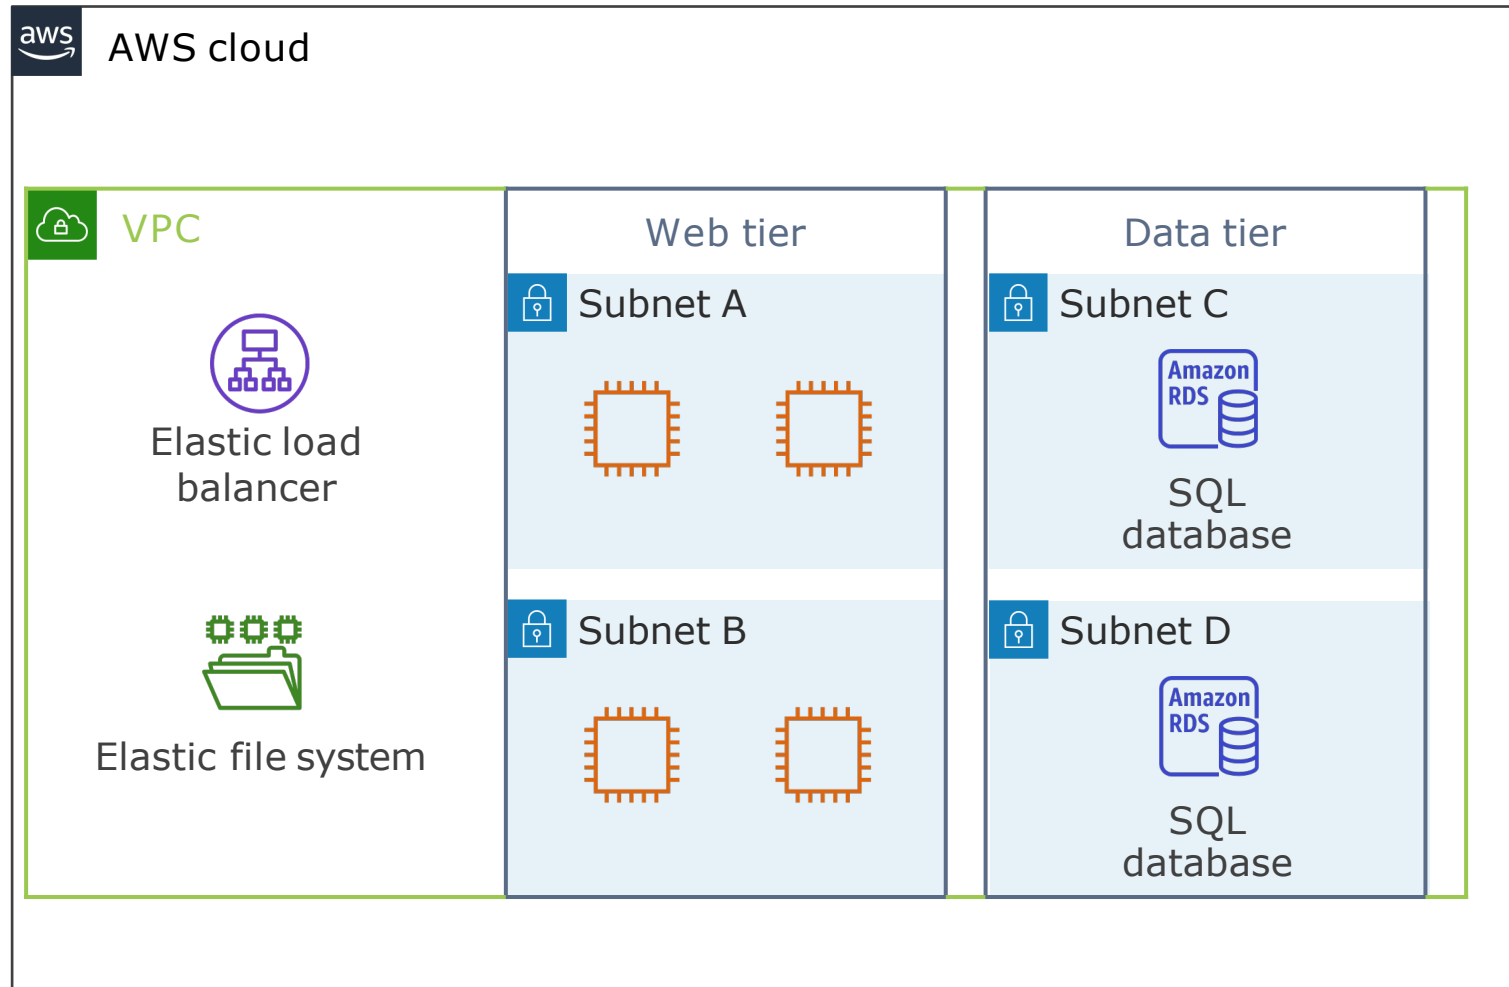 aws
AWS cloud
VPC
Elastic load
balancer
Elastic file system
Web tier
Subnet A
Subnet B
Data tier
Subnet C
Amazon
RDS
SQL
database
Subnet D
Amazon
RDS
SQL
database